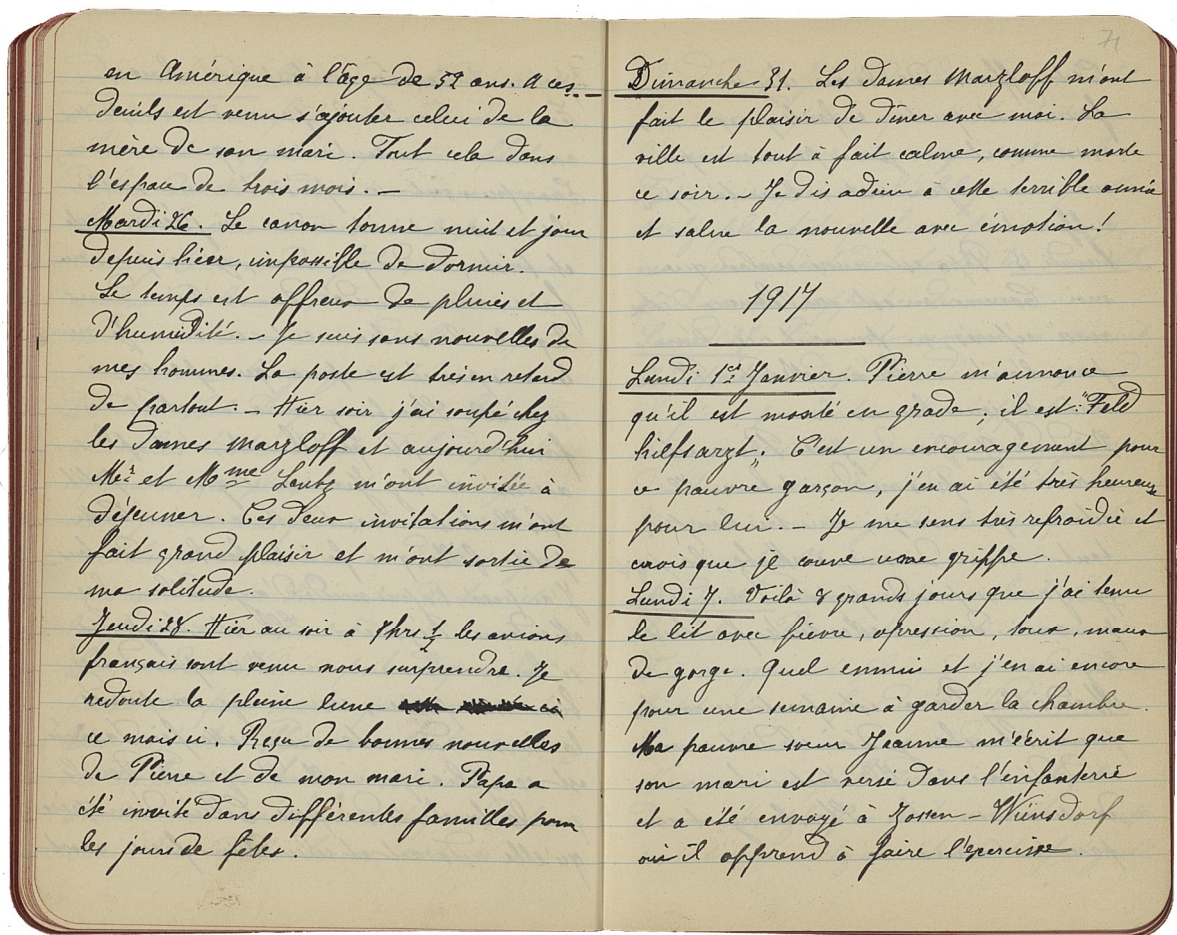 en Amérique à l'âge de 52 ans. A ces
deuils est venu s'ajouter celui de la
mère de son mari. Tout cela dans
l'espace de trois mois. –
Mardi 26. Le canon tonne nuit et jour
depuis hier, impossible de dormir.
Le temps est affreux de pluies et
d'humidité. – Je suis sans nouvelles de
mes hommes. La poste est très en retard
de partout. – Hier soir j'ai soupé chez
les dames Marzloff et aujourd'hui
Mr et Mme Lentz m'ont invitée à
déjeuner. Ces deux invitations m'ont
fait grand plaisir et m'ont sortie de
ma solitude.
Jeudi 28. Hier au soir à 7hrs 1/2 les avions
français sont venu nous surprendre. Je
redoute la pleine lune
ce mois ci. Reçu de bonnes nouvelles
de Pierre et de mon mari. Papa a
été invité dans différentes familles pour
les jours de fêtes.
71
Dimanche 31. Les dames Marzloff m'ont
fait le plaisir de dîner avec moi. La
ville est tout à fait calme, comme morte
ce soir. – Je dis adieu à cette terrible année
et salue la nouvelle avec émotion!
1917
Lundi 1er Janvier. Pierre m'annonce
qu'il est monté en grade; il est: "Feld
hilfsarzt". C'est un encouragement pour
ce pauvre garçon, j'en ai été très heureuse
pour lui. – Je me sens très refroidie et
crois que je couve une grippe.
Lundi 7. Voilà 8 grands jours que j'ai tenu
le lit avec fièvre, opression, toux, maux
de gorge. Quel ennui et j'en ai encore
pour une semaine à garder la chambre.
Ma pauvre sœur Jeanne m'écrit que
son mari est versé dans l'infanterie
et a été envoyé à Zossen – Wünsdorf
où il apprend à faire l'exercisse.